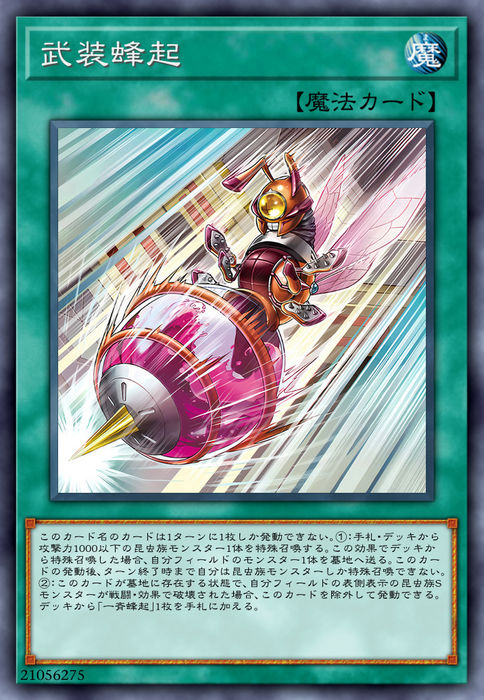 武装蜂起
魔
【魔法カード】
このカード名のカードは1ターンに1枚しか発動できない。①:手札・デッキから
攻撃力1000以下の昆虫族モンスター1体を特殊召喚する。この効果でデッキから
特殊召喚した場合、自分フィールドのモンスター1体を墓地へ送る。このカード
の発動後、ターン終了時まで自分は昆虫族モンスターしか特殊召喚できない。
②:このカードが墓地に存在する状態で、自分フィールドの表側表示の昆虫族S
モンスターが戦闘・効果で破壊された場合、このカードを除外して発動できる。
デッキから「一斉蜂起」1枚を手札に加える。
21056275